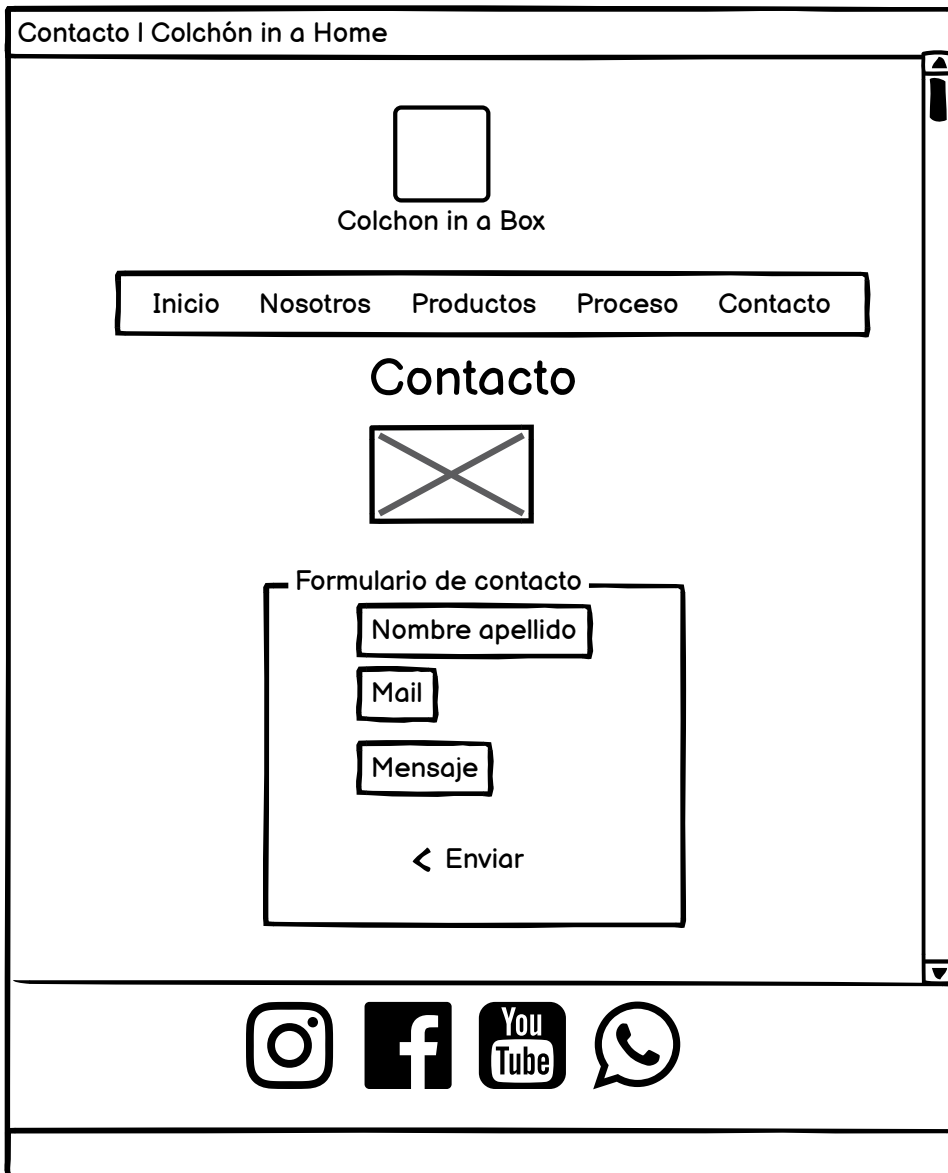 Contacto | Colchón in a Home
Colchon in a Box
Inicio Nosotros Productos Proceso Contacto
Contacto
Formulario de contacto
Nombre apellido
Mail
Mensaje
< Enviar
You
Tube